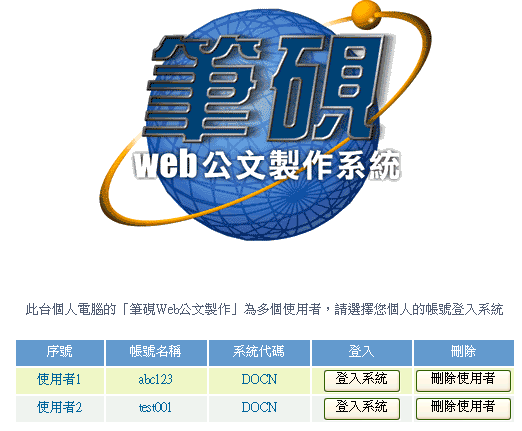 筆硯
web公文製作系統
此台個人電腦的「筆硯Web公文製作」為多個使用者，請選擇您個人的帳號登入系統
序號 帳號名稱 系統代碼 登入 刪除
使用者1 abc123 DOCN 登入系統 刪除使用者
使用者2 test001 DOCN 登入系統 刪除使用者